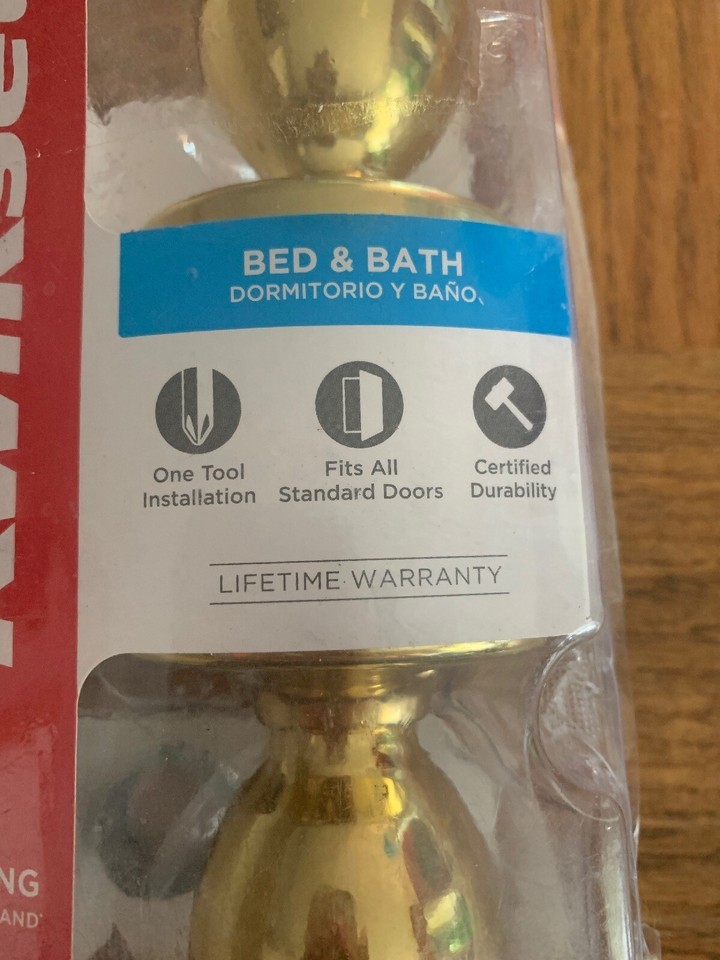 BED & BATH
DORMITORIO Y BAÑO
One Tool
Installation
Fits All
Standard Doors
Certified
Durability
LIFETIME WARRANTY